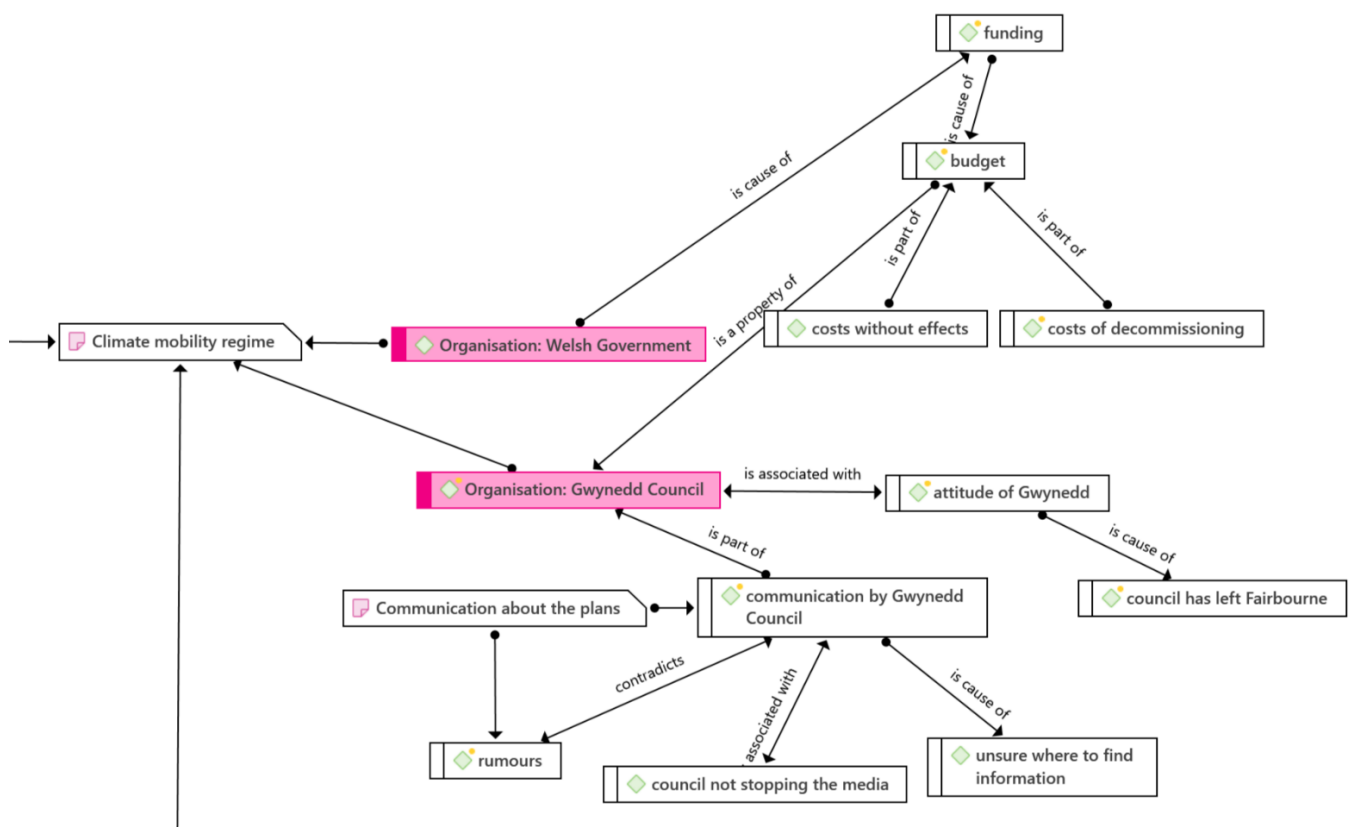 funding
is cause of
budget
is cause of
is part of
is part of
is a property of
costs without effects
costs of decommissioning
Climate mobility regime
Organisation: Welsh Government
Organisation: Gwynedd Council
is associated with
attitude of Gwynedd
is part of
is cause of
communication by Gwynedd
Council
council has left Fairbourne
Communication about the plans
contradicts
associated with
is cause of
rumours
council not stopping the media
unsure where to find
information